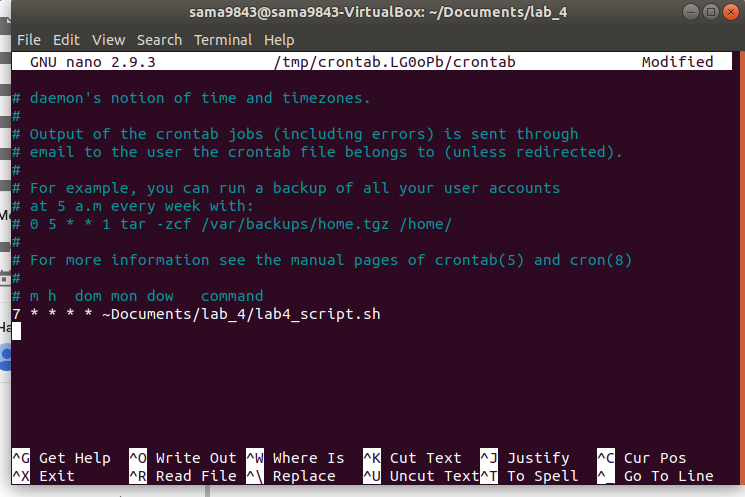 sama9843@sama9843-VirtualBox: ~/Documents/lab_4
File Edit View Search Terminal Help
GNU nano 2.9.3 /tmp/crontab.LG0oPb/crontab Modified
# daemon's notion of time and timezones.
#
# Output of the crontab jobs (including errors) is sent through
# email to the user the crontab file belongs to (unless redirected).
#
# For example, you can run a backup of all your user accounts
# at 5 a.m every week with:
# 0 5 * * 1 tar -zcf /var/backups/home.tgz /home/
#
# For more information see the manual pages of crontab(5) and cron(8)
#
# m h  dom mon dow   command
7 * * * * ~Documents/lab_4/lab4_script.sh
^G Get Help ^O Write Out ^W Where Is ^K Cut Text ^J Justify ^C Cur Pos
^X Exit ^R Read File ^\ Replace ^U Uncut Text ^T To Spell ^_ Go To Line